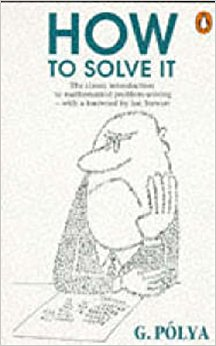 HOW
TO SOLVE IT
The classic introduction
to mathematical problem-solving
– with a foreword by Ian Stewart
G. PÓLYA